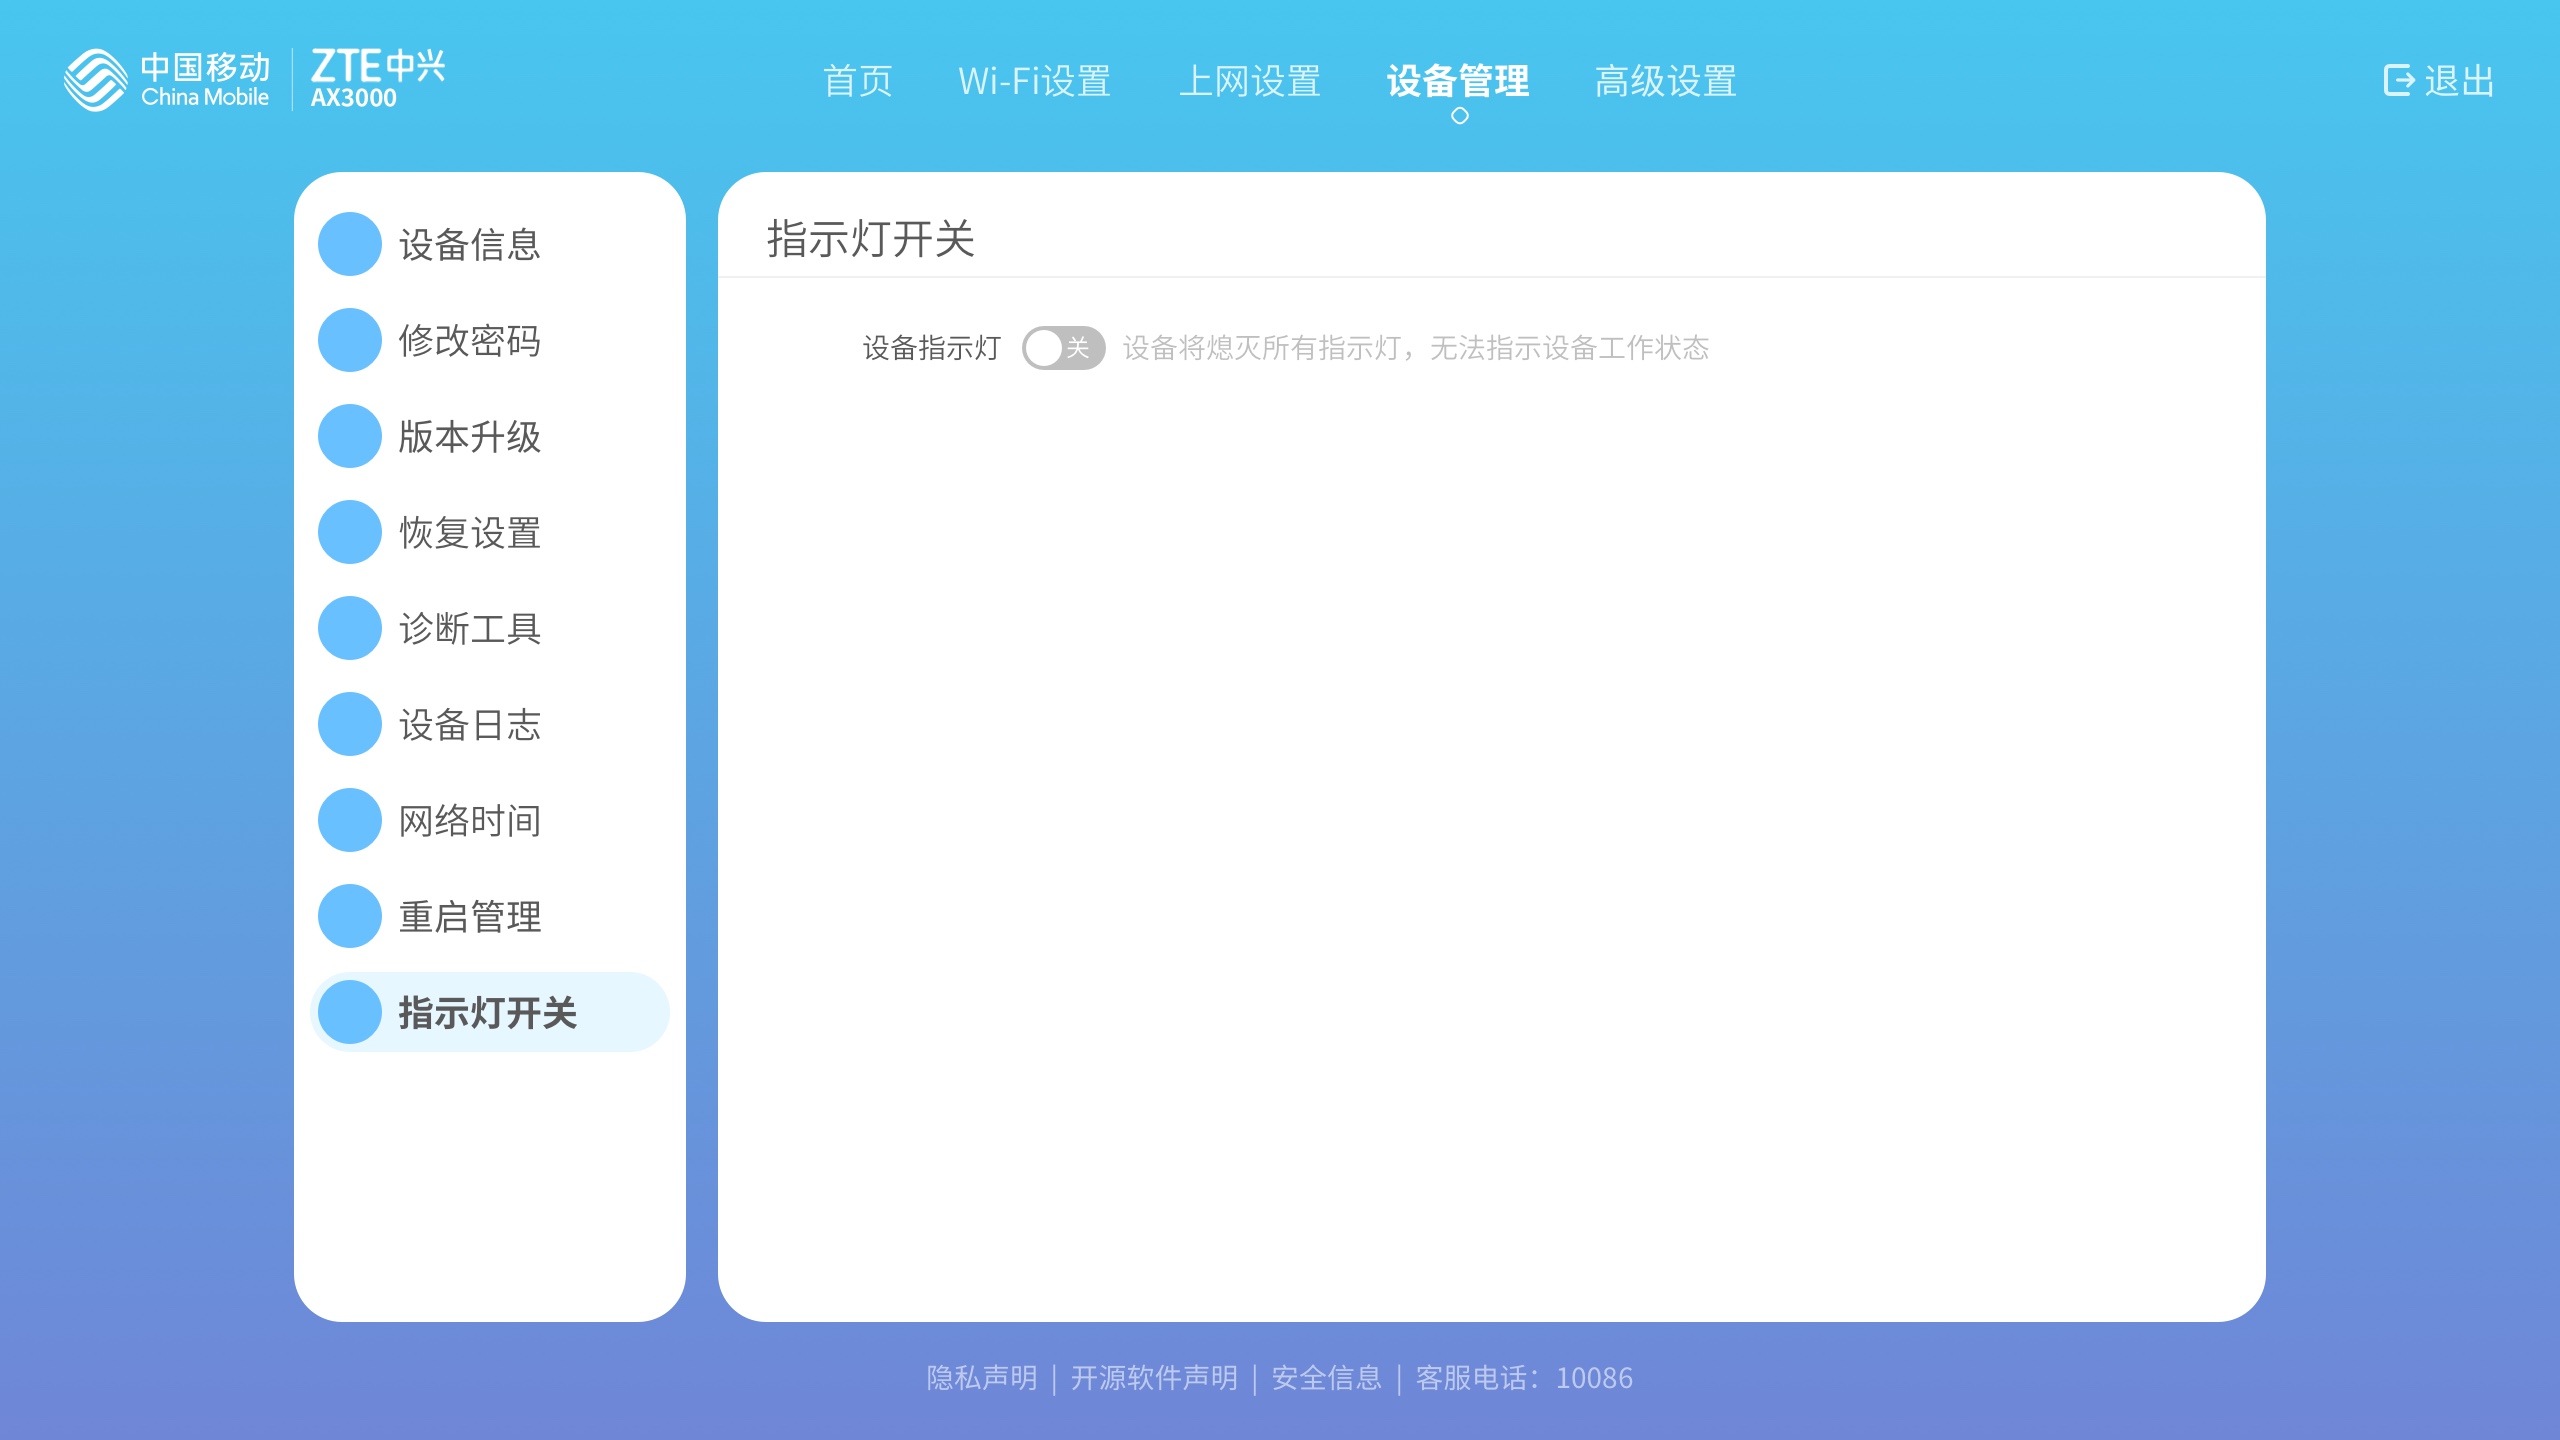 中国移动
China Mobile
ZTE中兴
AX3000
首页
Wi-Fi设置
上网设置
设备管理
高级设置
退出
设备信息
修改密码
版本升级
恢复设置
诊断工具
设备日志
网络时间
重启管理
指示灯开关
指示灯开关
设备指示灯 关 设备将熄灭所有指示灯，无法指示设备工作状态
隐私声明 | 开源软件声明 | 安全信息 | 客服电话：10086